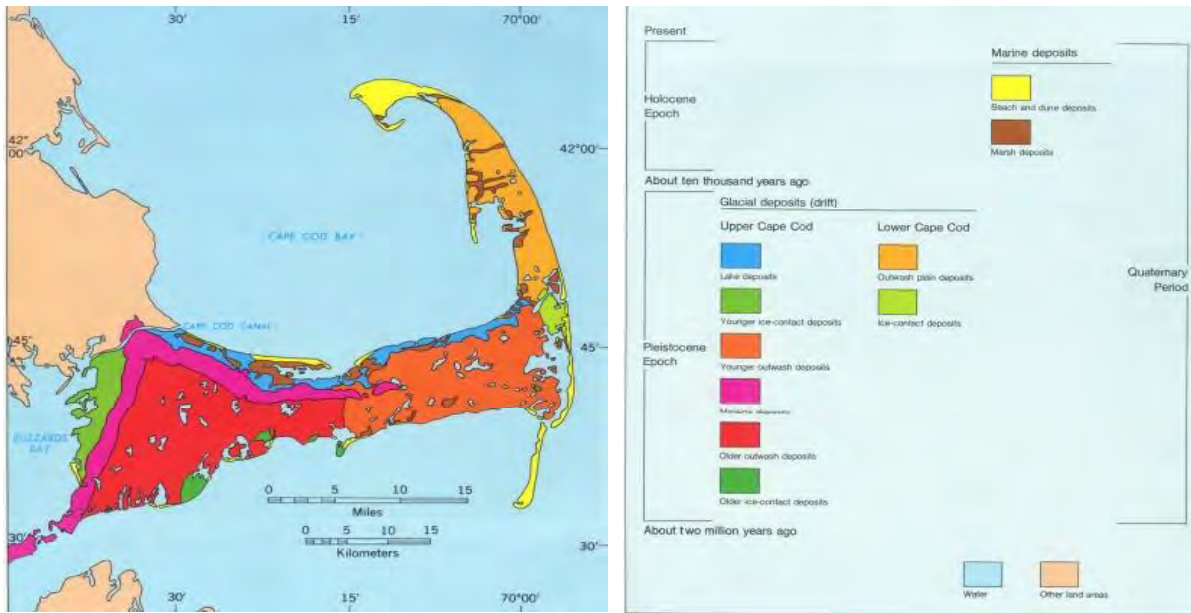 30' 15' 70°00'
42°
00'
42°00'
CAPE COD BAY
CAPE COD CANAL
45'
45'
BUZZARDS
BAY
0 5 10 15
Miles
0 5 10 15
Kilometers
30'
30'
30' 15' 70°00'
Present
Marine deposits
Holocene
Epoch
Beach and dune deposits
Marsh deposits
About ten thousand years ago
Glacial deposits (drift)
Upper Cape Cod
Lower Cape Cod
Lake deposits
Outwash plain deposits
Quaternary
Period
Younger ice-contact deposits
Ice-contact deposits
Pleistocene
Epoch
Younger outwash deposits
Moraine deposits
Older outwash deposits
Older ice-contact deposits
About two million years ago
Water
Other land areas